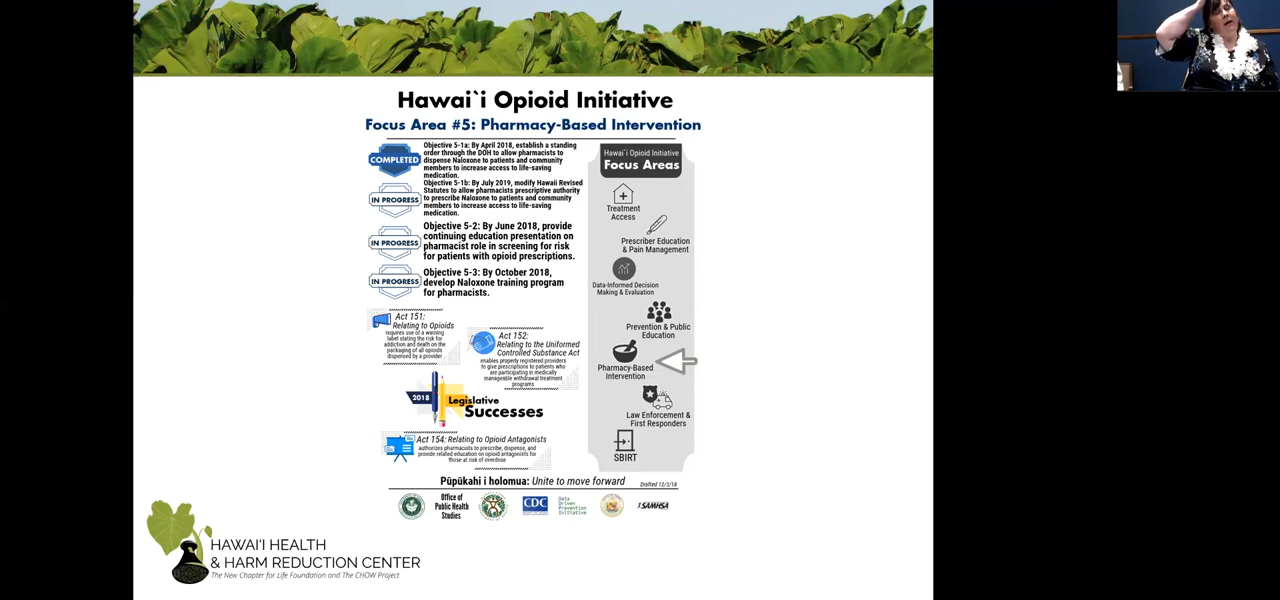 Hawai`i Opioid Initiative
Focus Area #5: Pharmacy-Based Intervention
COMPLETED
Objective 5-1a: By April 2018, establish a standing
order through the DOH to allow pharmacists to
dispense Naloxone to patients and community
members to increase access to life-saving
medication.
IN PROGRESS
Objective 5-1b: By July 2019, modify Hawaii Revised
Statutes to allow pharmacists prescriptive authority
to prescribe Naloxone to patients and community
members to increase access to life-saving
medication.
IN PROGRESS
Objective 5-2: By June 2018, provide
continuing education presentation on
pharmacist role in screening for risk
for patients with opioid prescriptions.
IN PROGRESS
Objective 5-3: By October 2018,
develop Naloxone training program
for pharmacists.
Act 151:
Relating to Opioids
requires use of a warning
label stating the risk for
addiction and death on the
packaging of all opioids
dispensed by a provider
Act 152:
Relating to the Uniformed
Controlled Substance Act
enables properly registered providers
to give prescriptions to patients who
are participating in medically
manageable withdrawal treatment
programs
2018
Legislative
Successes
Act 154: Relating to Opioid Antagonists
authorizes pharmacists to prescribe, dispense, and
provide related education on opioid antagonists for
those at risk of overdose
Hawai`i Opioid Initiative
Focus Areas
Treatment
Access
Prescriber Education
& Pain Management
Data-Informed Decision
Making & Evaluation
Prevention & Public
Education
Pharmacy-Based
Intervention
Law Enforcement &
First Responders
SBIRT
Pūpūkahi i holomua: Unite to move forward
Drafted 12/3/18
Office of
Public Health
Studies
CDC
Data
Driven
Prevention
Initiative
SAMHSA
HAWAI'I HEALTH
& HARM REDUCTION CENTER
The New Chapter for Life Foundation and The CHOW Project